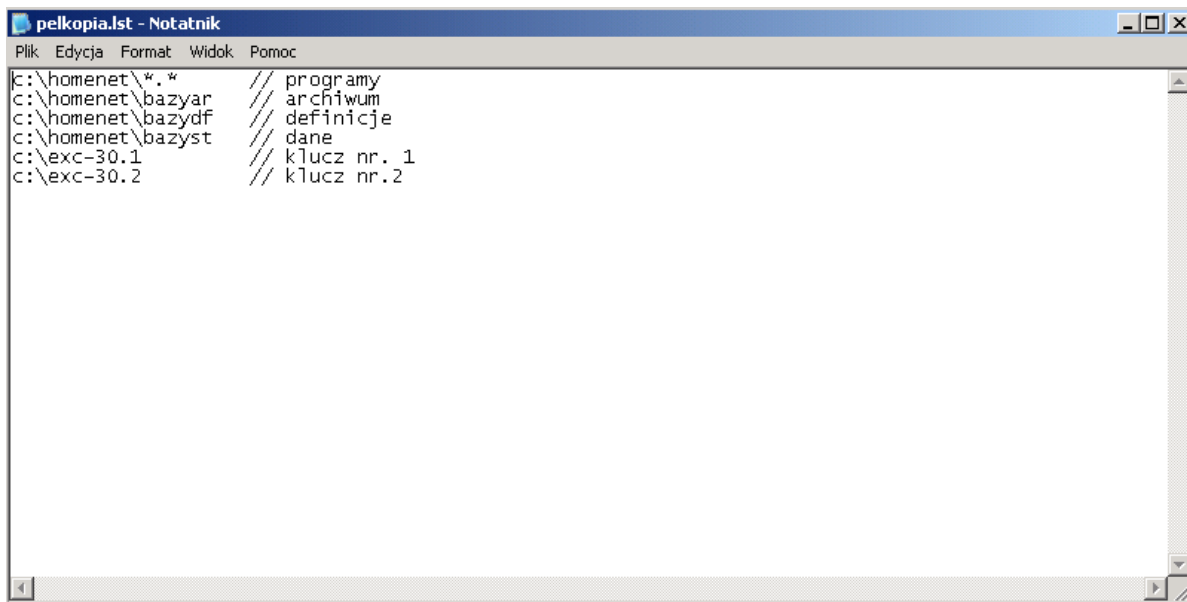 pelkopia.lst - Notatnik
Plik Edycja Format Widok Pomoc
c:\homenet\*.* // programy
c:\homenet\bazyar // archiwum
c:\homenet\bazydf // definicje
c:\homenet\bazyst // dane
c:\exc-30.1 // klucz nr. 1
c:\exc-30.2 // klucz nr.2